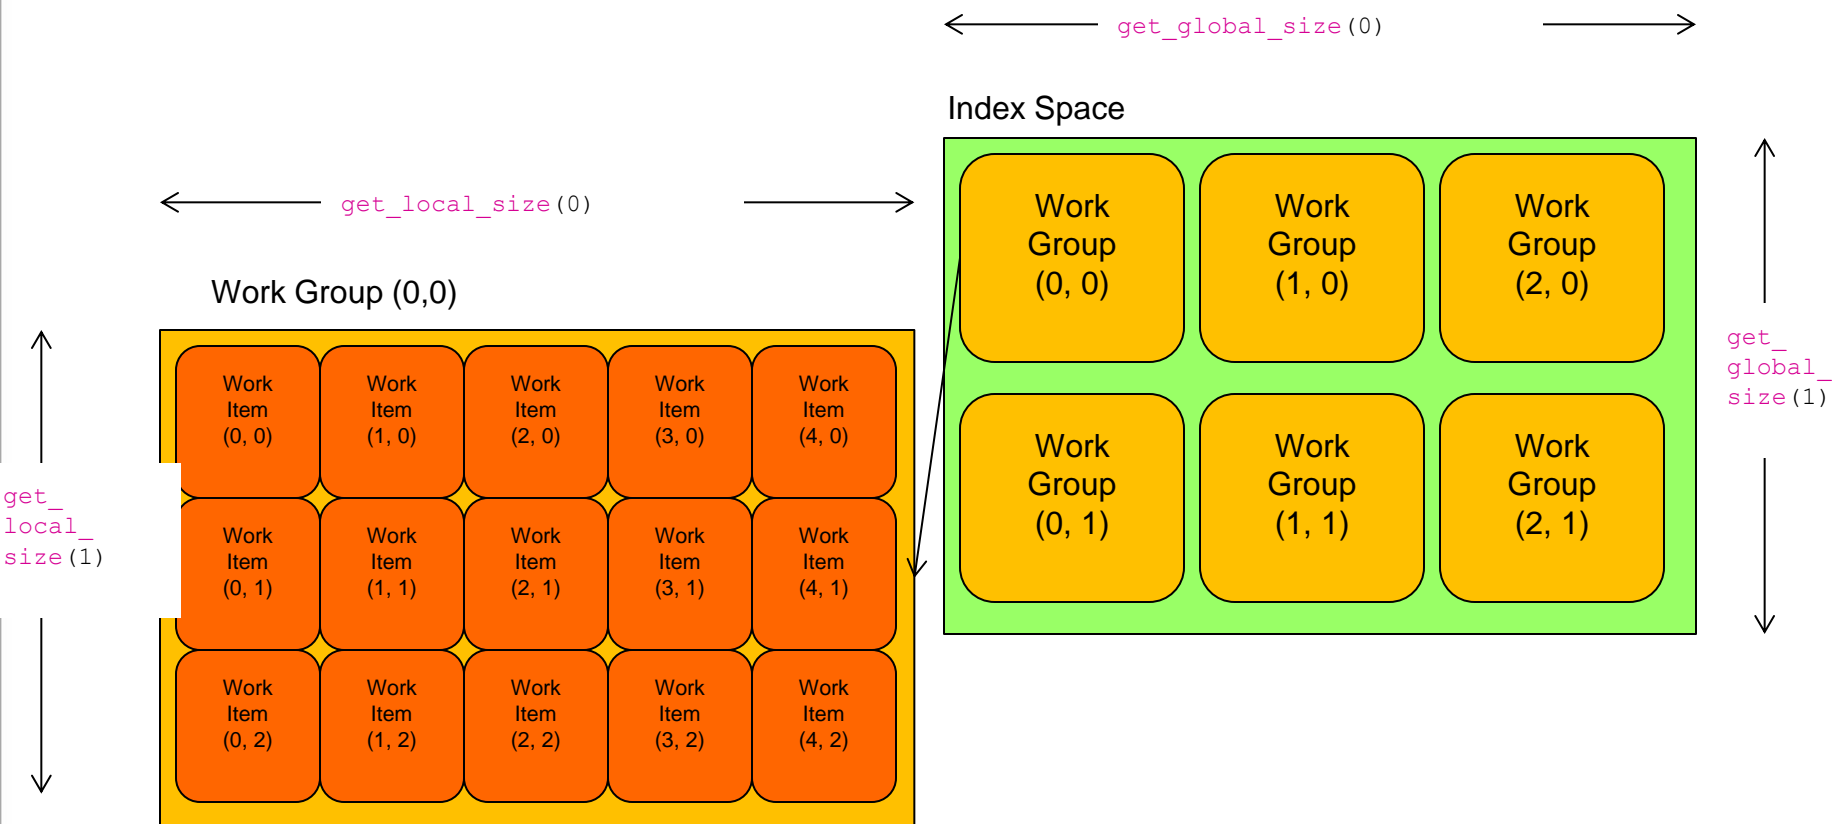 get_global_size(0)
Index Space
get_local_size(0)
Work Group (0,0)
Work
Group
(0, 0)
Work
Group
(1, 0)
Work
Group
(2, 0)
get_
global_
size(1)
Work
Group
(0, 1)
Work
Group
(1, 1)
Work
Group
(2, 1)
get_
local_
size(1)
Work
Item
(0, 0)
Work
Item
(1, 0)
Work
Item
(2, 0)
Work
Item
(3, 0)
Work
Item
(4, 0)
Work
Item
(0, 1)
Work
Item
(1, 1)
Work
Item
(2, 1)
Work
Item
(3, 1)
Work
Item
(4, 1)
Work
Item
(0, 2)
Work
Item
(1, 2)
Work
Item
(2, 2)
Work
Item
(3, 2)
Work
Item
(4, 2)